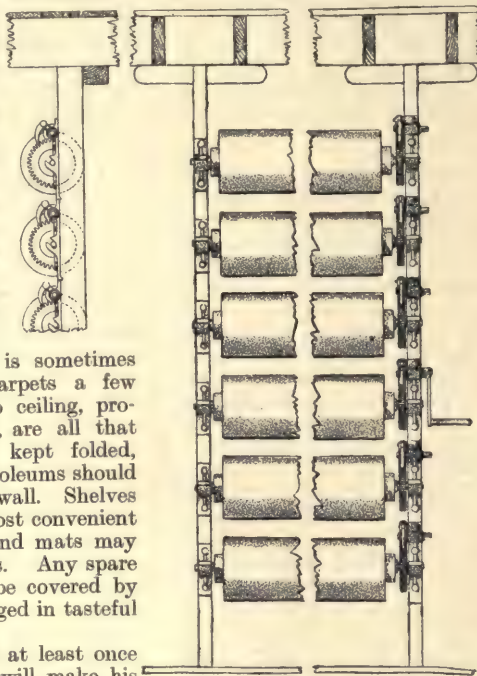 is sometimes
arpets a few
o ceiling, pro-
, are all that
kept folded,
oleums should
wall. Shelves
ost convenient
nd mats may
s. Any spare
be covered by
ged in tasteful
at least once
will make his